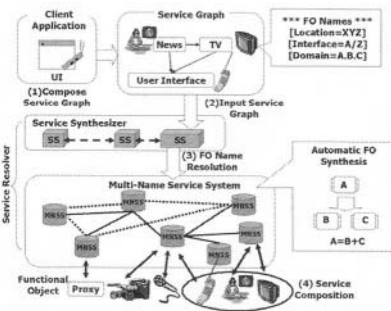 Client
Application
UI
(1)Compose
Service Graph
Service Graph
News
TV
User Interface
*** FO Names ***
[Location=XYZ]
[Interface=A/2]
[Domain=A.B.C]
(2)Input Service
Graph
Service Synthesizer
SS
SS
SS
(3) FO Name
Resolution
Service Resolver
Multi-Name Service System
MNSS
MNSS
MNSS
MNSS
MNSS
MNSS
MNSS
Automatic FO
Synthesis
A
B
C
A=B+C
Functional
Object
Proxy
(4) Service
Composition